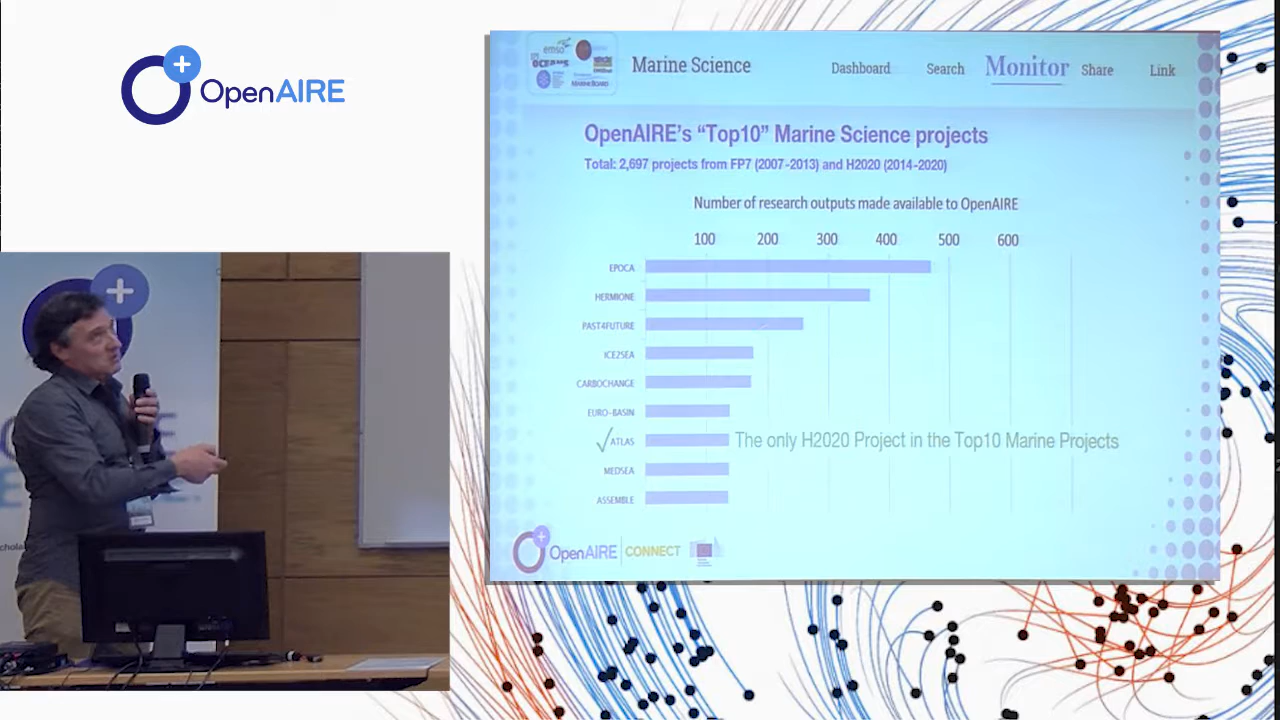 OpenAIRE
emso
OCEANS
MARINEBOARD
Marine Science
Dashboard
Search
Monitor
Share
Link
OpenAIRE's “Top10” Marine Science projects
Total: 2,697 projects from FP7 (2007-2013) and H2020 (2014-2020)
Number of research outputs made available to OpenAIRE
100 200 300 400 500 600
EPOCA
HERMIONE
PAST4FUTURE
ICE2SEA
CARBOCHANGE
EURO-BASIN
√ATLAS The only H2020 Project in the Top10 Marine Projects
MEDSEA
ASSEMBLE
OpenAIRE CONNECT